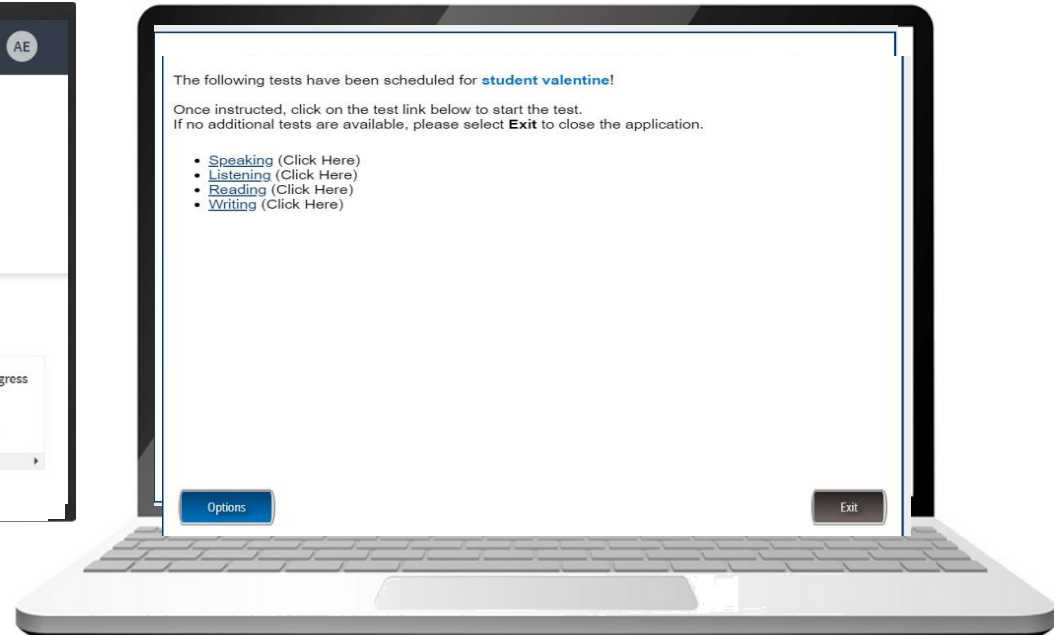 AE
The following tests have been scheduled for student valentine!
Once instructed, click on the test link below to start the test.
If no additional tests are available, please select Exit to close the application.
• Speaking (Click Here)
• Listening (Click Here)
• Reading (Click Here)
• Writing (Click Here)
gress
Options
Exit